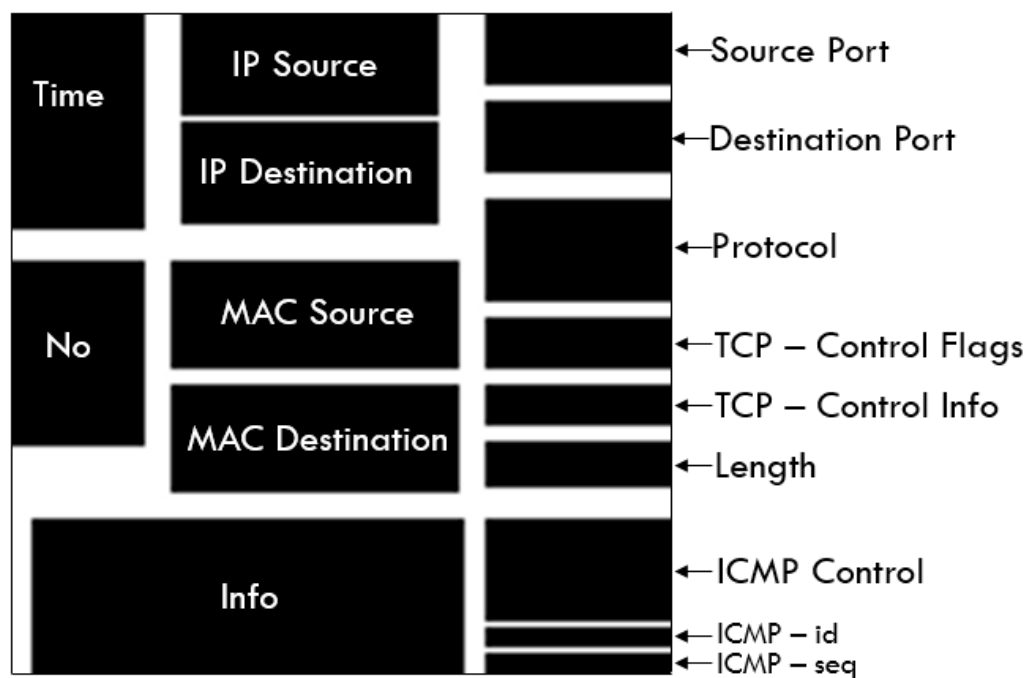 Time
IP Source
IP Destination
No
MAC Source
MAC Destination
Info
Source Port
Destination Port
Protocol
TCP – Control Flags
TCP – Control Info
Length
ICMP Control
ICMP – id
ICMP – seq